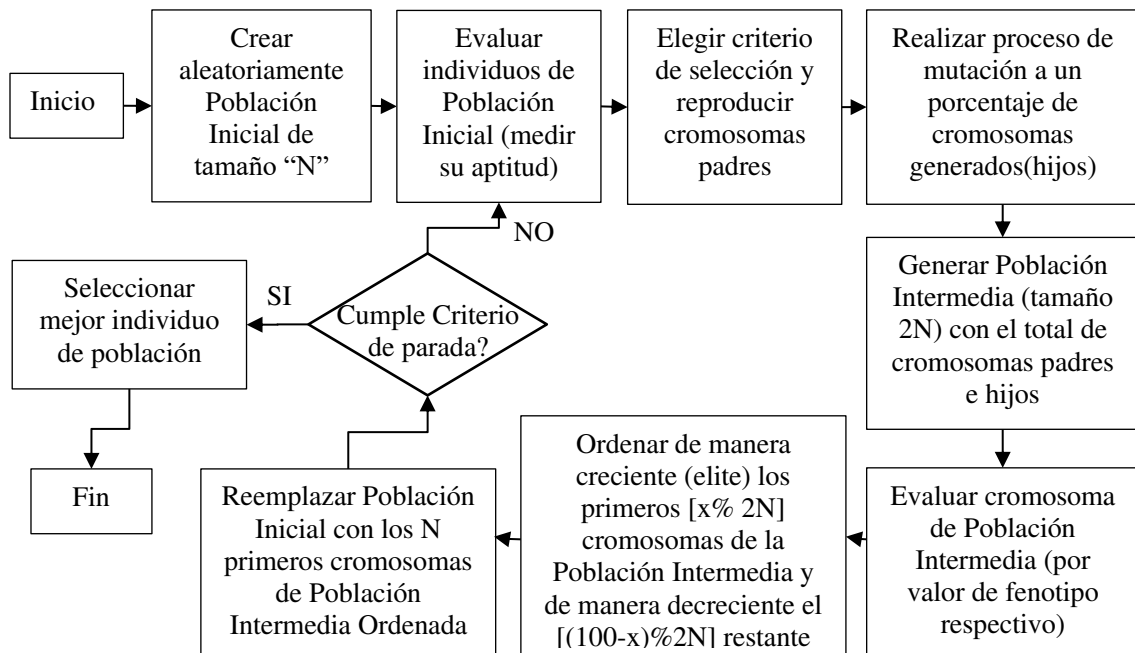 Inicio
Crear
aleatoriamente
Población
Inicial de
tamaño “N”
Evaluar
individuos de
Población
Inicial (medir
su aptitud)
Elegir criterio
de selección y
reproducir
cromosomas
padres
Realizar proceso de
mutación a un
porcentaje de
cromosomas
generados(hijos)
Generar Población
Intermedia (tamaño
2N) con el total de
cromosomas padres
e hijos
Evaluar cromosoma
de Población
Intermedia (por
valor de fenotipo
respectivo)
Ordenar de manera
creciente (elite) los
primeros [x% 2N]
cromosomas de la
Población Intermedia y
de manera decreciente el
[(100-x)%2N] restante
Reemplazar Población
Inicial con los N
primeros cromosomas
de Población
Intermedia Ordenada
Cumple Criterio
de parada?
NO
SI
Seleccionar
mejor individuo
de población
Fin